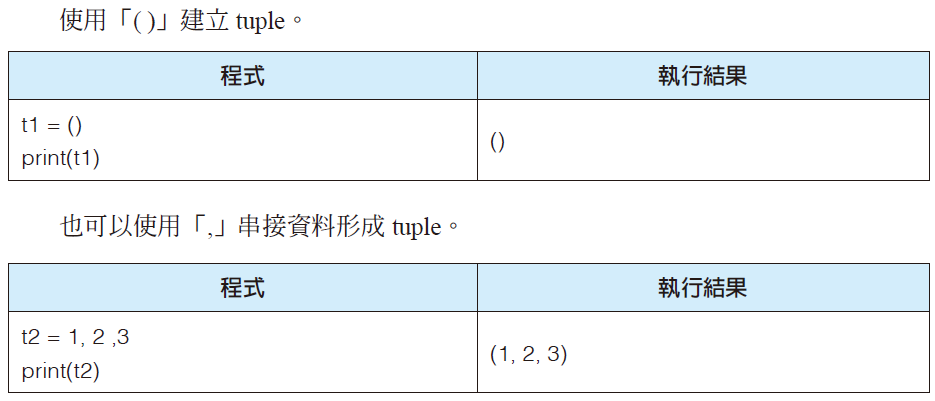 使用「( )」建立 tuple。
程式 執行結果
t1 = ()
print(t1)
()
也可以使用「,」串接資料形成 tuple。
程式 執行結果
t2 = 1, 2 ,3
print(t2)
(1, 2, 3)